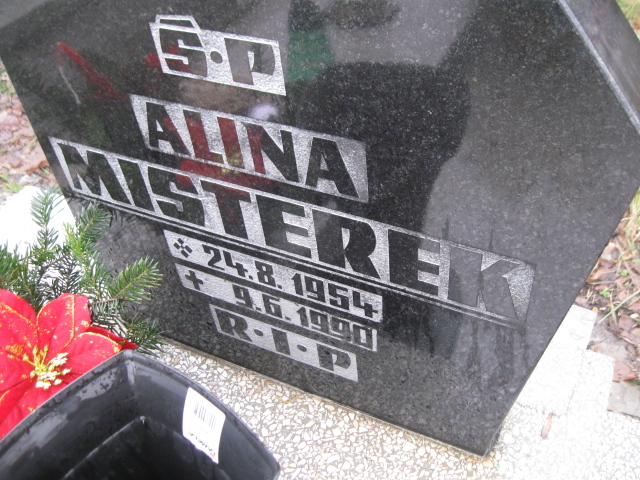 Ś·P
ALINA
MISTEREK
* 24.8.1954
+ 9.6.1990
R·I·P